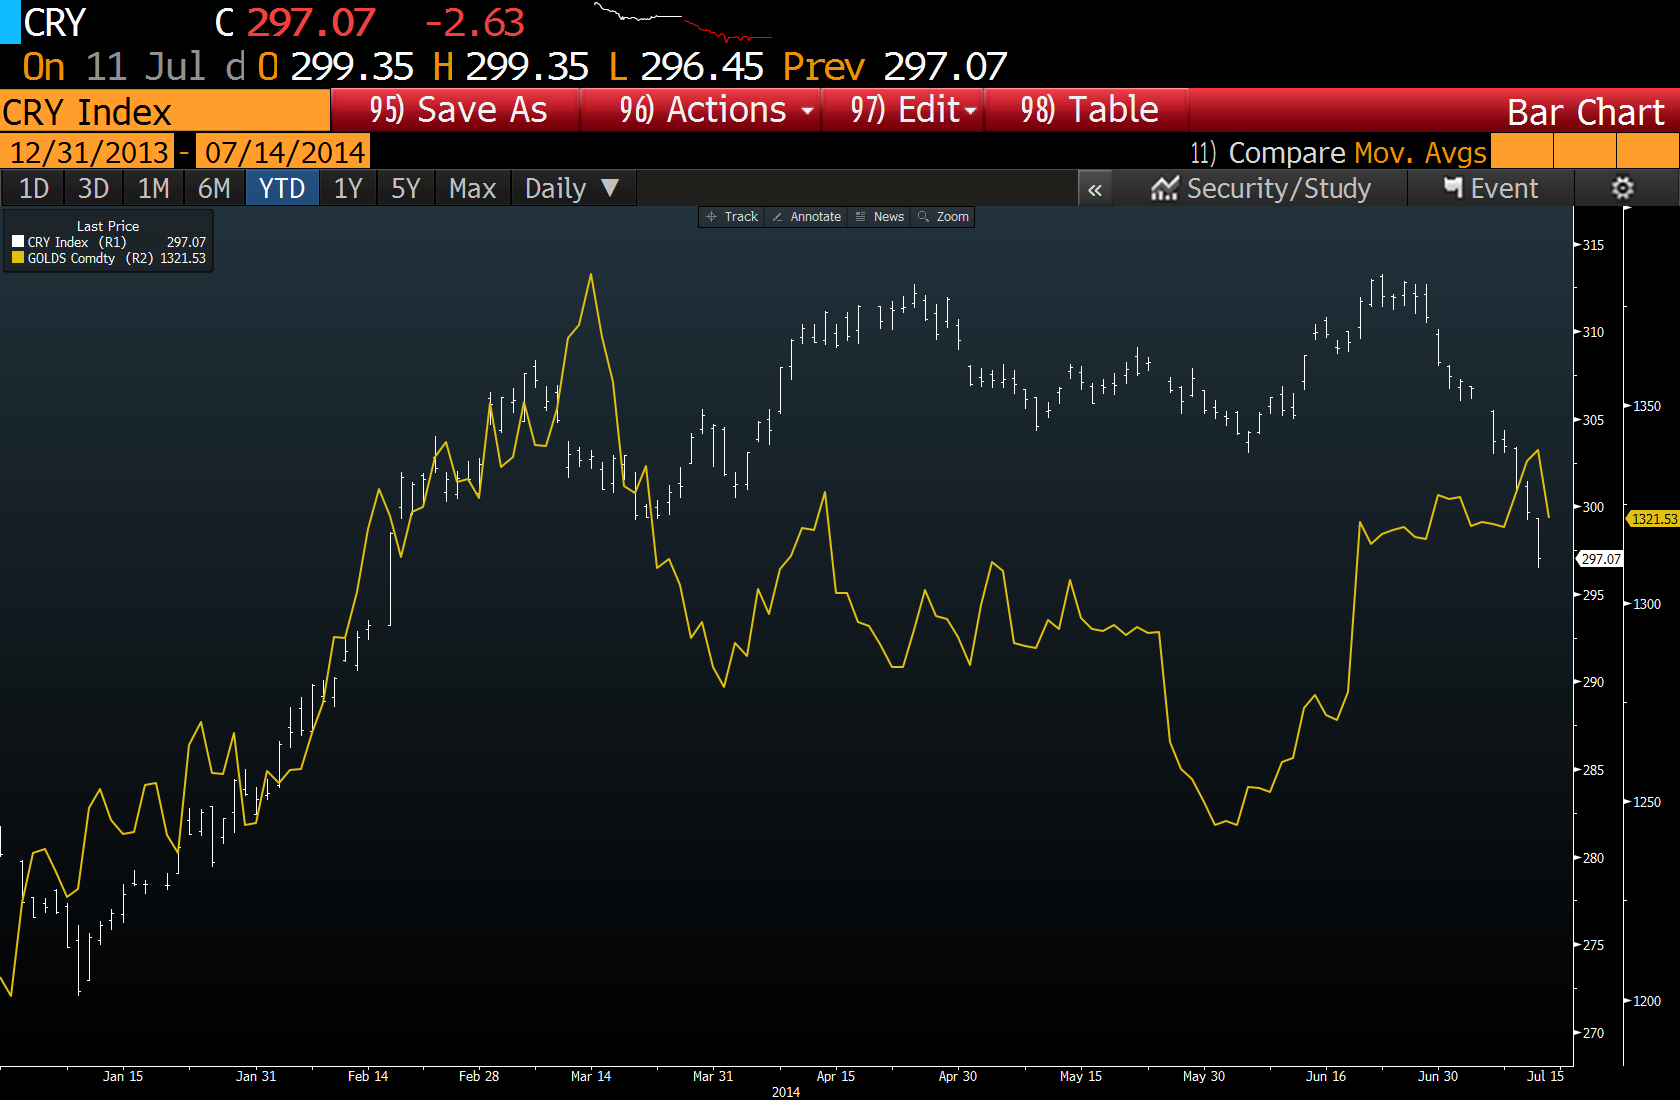 CRY C 297.07 -2.63
On 11 Jul d O 299.35 H 299.35 L 296.45 Prev 297.07
CRY Index 95) Save As 96) Actions 97) Edit 98) Table Bar Chart
12/31/2013 - 07/14/2014 11) Compare Mov. Avgs
1D 3D 1M 6M YTD 1Y 5Y Max Daily ▼ « Security/Study Event
Track Annotate News Zoom
Last Price
CRY Index (R1) 297.07
GOLDS Comdty (R2) 1321.53
315
310
305
300
297.07
295
290
285
280
275
270
1350
1321.53
1300
1250
1200
Jan 15 Jan 31 Feb 14 Feb 28 Mar 14 Mar 31 Apr 15 Apr 30 May 15 May 30 Jun 16 Jun 30 Jul 15
2014